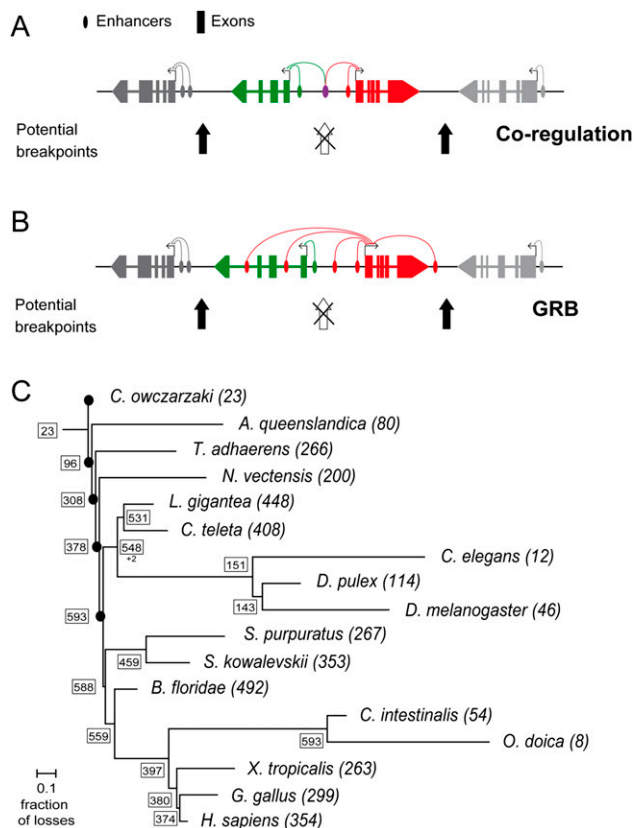 A
Enhancers
Exons
Potential
breakpoints
Co-regulation
B
Potential
breakpoints
GRB
C
C. owczarzaki (23)
23
A. queenslandica (80)
96
T. adhaerens (266)
308
N. vectensis (200)
L. gigantea (448)
531
C. teleta (408)
378
548
+2
C. elegans (12)
151
D. pulex (114)
143
D. melanogaster (46)
593
S. purpuratus (267)
459
S. kowalevskii (353)
588
B. floridae (492)
559
C. intestinalis (54)
593
O. doica (8)
397
X. tropicalis (263)
380
G. gallus (299)
374
H. sapiens (354)
0.1
fraction
of losses